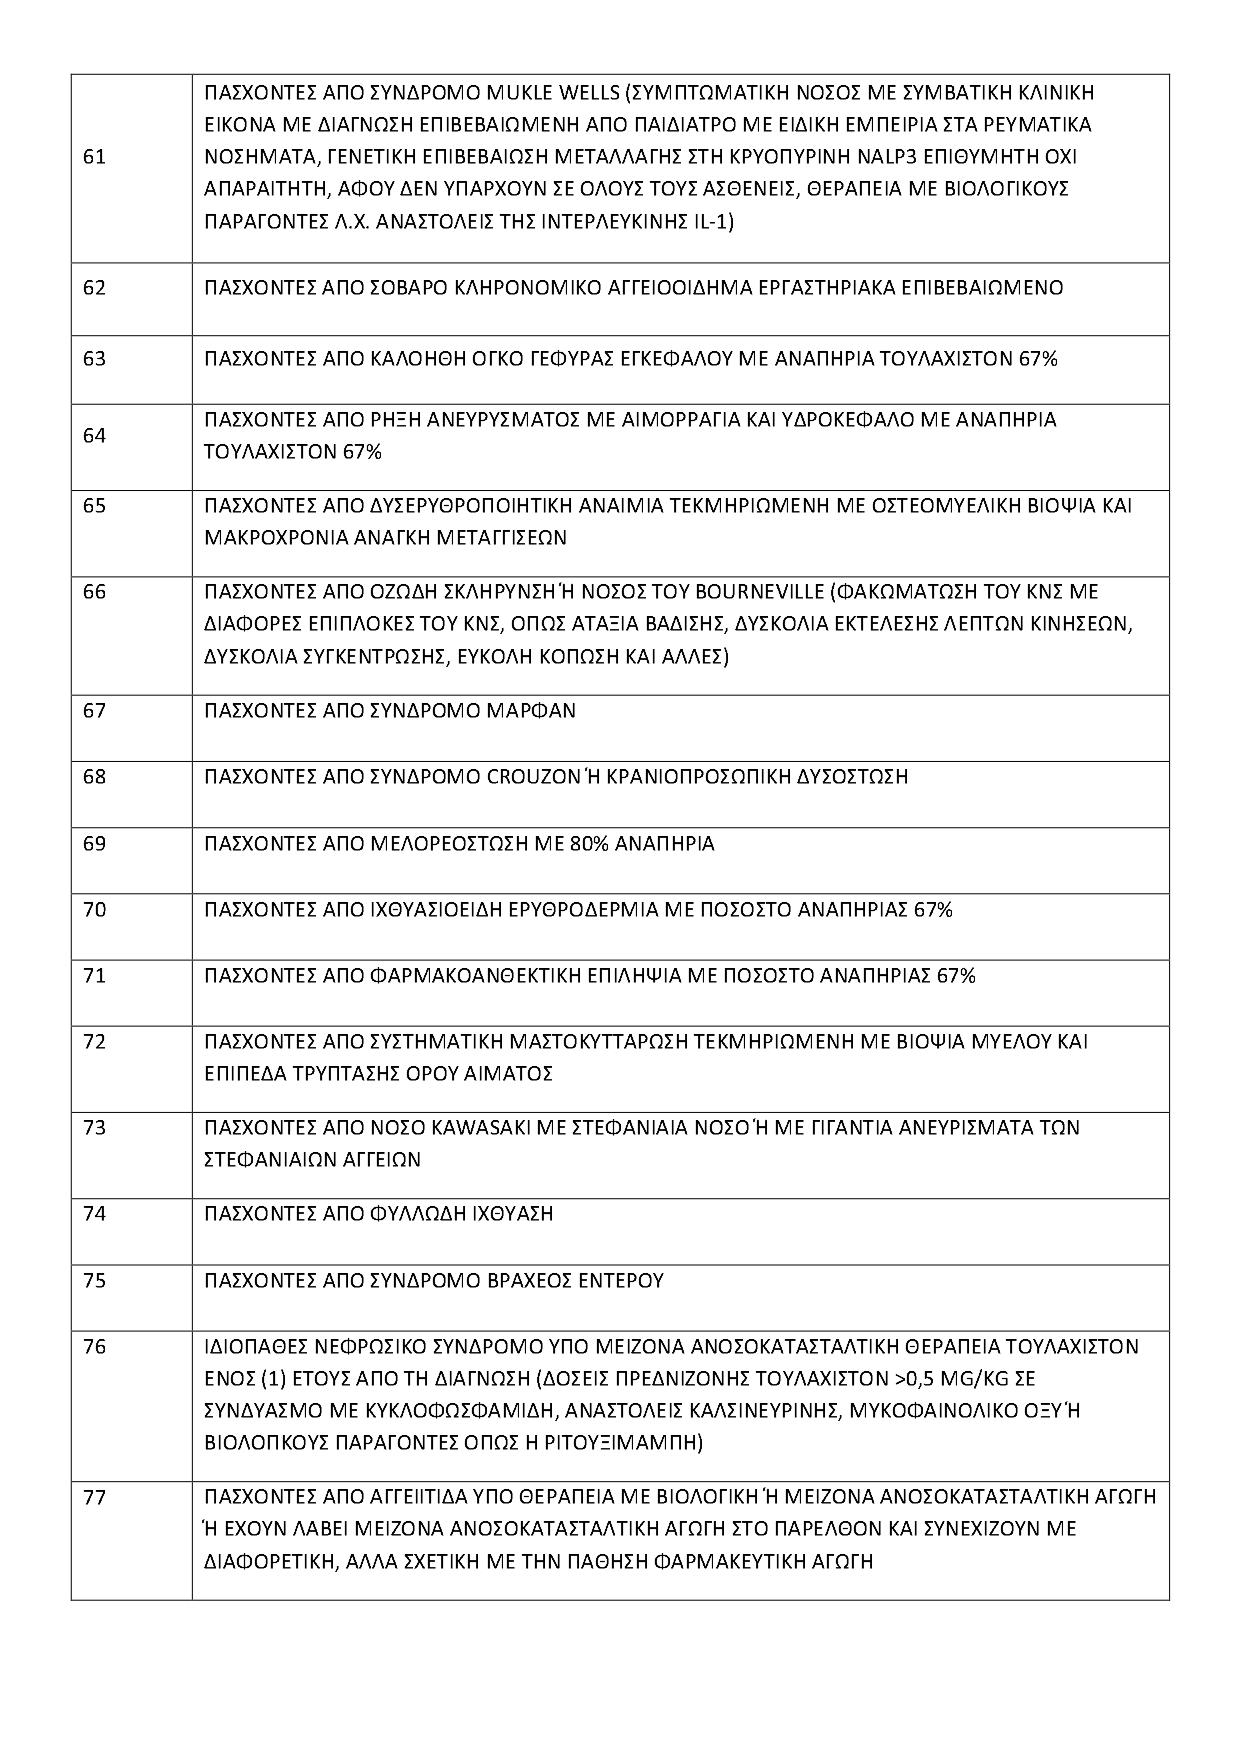 ΠΑΣΧΟΝΤΕΣ ΑΠΟ ΣΥΝΔΡΟΜΟ MUKLE WELLS (ΣΥΜΠΤΩΜΑΤΙΚΗ ΝΟΣΟΣ ΜΕ ΣΥΜΒΑΤΙΚΗ ΚΛΙΝΙΚΗ
ΕΙΚΟΝΑ ΜΕ ΔΙΑΓΝΩΣΗ ΕΠΙΒΕΒΑΙΩΜΕΝΗ ΑΠΟ ΠΑΙΔΙΑΤΡΟ ΜΕ ΕΙΔΙΚΗ ΕΜΠΕΙΡΙΑ ΣΤΑ ΡΕΥΜΑΤΙΚΑ
61 ΝΟΣΗΜΑΤΑ, ΓΕΝΕΤΙΚΗ ΕΠΙΒΕΒΑΙΩΣΗ ΜΕΤΑΛΛΑΓΗΣ ΣΤΗ ΚΡΥΟΠΥΡΙΝΗ NALP3 ΕΠΙΘΥΜΗΤΗ ΟΧΙ
ΑΠΑΡΑΙΤΗΤΗ, ΑΦΟΥ ΔΕΝ ΥΠΑΡΧΟΥΝ ΣΕ ΟΛΟΥΣ ΤΟΥΣ ΑΣΘΕΝΕΙΣ, ΘΕΡΑΠΕΙΑ ΜΕ ΒΙΟΛΟΓΙΚΟΥΣ
ΠΑΡΑΓΟΝΤΕΣ Λ.Χ. ΑΝΑΣΤΟΛΕΙΣ ΤΗΣ ΙΝΤΕΡΛΕΥΚΙΝΗΣ IL-1)
62 ΠΑΣΧΟΝΤΕΣ ΑΠΟ ΣΟΒΑΡΟ ΚΛΗΡΟΝΟΜΙΚΟ ΑΓΓΕΙΟΟΙΔΗΜΑ ΕΡΓΑΣΤΗΡΙΑΚΑ ΕΠΙΒΕΒΑΙΩΜΕΝΟ
63 ΠΑΣΧΟΝΤΕΣ ΑΠΟ ΚΑΛΟΗΘΗ ΟΓΚΟ ΓΕΦΥΡΑΣ ΕΓΚΕΦΑΛΟΥ ΜΕ ΑΝΑΠΗΡΙΑ ΤΟΥΛΑΧΙΣΤΟΝ 67%
64 ΠΑΣΧΟΝΤΕΣ ΑΠΟ ΡΗΞΗ ΑΝΕΥΡΥΣΜΑΤΟΣ ΜΕ ΑΙΜΟΡΡΑΓΙΑ ΚΑΙ ΥΔΡΟΚΕΦΑΛΟ ΜΕ ΑΝΑΠΗΡΙΑ
ΤΟΥΛΑΧΙΣΤΟΝ 67%
65 ΠΑΣΧΟΝΤΕΣ ΑΠΟ ΔΥΣΕΡΥΘΡΟΠΟΙΗΤΙΚΗ ΑΝΑΙΜΙΑ ΤΕΚΜΗΡΙΩΜΕΝΗ ΜΕ ΟΣΤΕΟΜΥΕΛΙΚΗ ΒΙΟΨΙΑ ΚΑΙ
ΜΑΚΡΟΧΡΟΝΙΑ ΑΝΑΓΚΗ ΜΕΤΑΓΓΙΣΕΩΝ
66 ΠΑΣΧΟΝΤΕΣ ΑΠΟ ΟΖΩΔΗ ΣΚΛΗΡΥΝΣΗ Ή ΝΟΣΟΣ ΤΟΥ BOURNEVILLE (ΦΑΚΩΜΑΤΩΣΗ ΤΟΥ ΚΝΣ ΜΕ
ΔΙΑΦΟΡΕΣ ΕΠΙΠΛΟΚΕΣ ΤΟΥ ΚΝΣ, ΟΠΩΣ ΑΤΑΞΙΑ ΒΑΔΙΣΗΣ, ΔΥΣΚΟΛΙΑ ΕΚΤΕΛΕΣΗΣ ΛΕΠΤΩΝ ΚΙΝΗΣΕΩΝ,
ΔΥΣΚΟΛΙΑ ΣΥΓΚΕΝΤΡΩΣΗΣ, ΕΥΚΟΛΗ ΚΟΠΩΣΗ ΚΑΙ ΑΛΛΕΣ)
67 ΠΑΣΧΟΝΤΕΣ ΑΠΟ ΣΥΝΔΡΟΜΟ ΜΑΡΦΑΝ
68 ΠΑΣΧΟΝΤΕΣ ΑΠΟ ΣΥΝΔΡΟΜΟ CROUZON Ή ΚΡΑΝΙΟΠΡΟΣΩΠΙΚΗ ΔΥΣΟΣΤΩΣΗ
69 ΠΑΣΧΟΝΤΕΣ ΑΠΟ ΜΕΛΟΡΕΟΣΤΩΣΗ ΜΕ 80% ΑΝΑΠΗΡΙΑ
70 ΠΑΣΧΟΝΤΕΣ ΑΠΟ ΙΧΘΥΑΣΙΟΕΙΔΗ ΕΡΥΘΡΟΔΕΡΜΙΑ ΜΕ ΠΟΣΟΣΤΟ ΑΝΑΠΗΡΙΑΣ 67%
71 ΠΑΣΧΟΝΤΕΣ ΑΠΟ ΦΑΡΜΑΚΟΑΝΘΕΚΤΙΚΗ ΕΠΙΛΗΨΙΑ ΜΕ ΠΟΣΟΣΤΟ ΑΝΑΠΗΡΙΑΣ 67%
72 ΠΑΣΧΟΝΤΕΣ ΑΠΟ ΣΥΣΤΗΜΑΤΙΚΗ ΜΑΣΤΟΚΥΤΤΑΡΩΣΗ ΤΕΚΜΗΡΙΩΜΕΝΗ ΜΕ ΒΙΟΨΙΑ ΜΥΕΛΟΥ ΚΑΙ
ΕΠΙΠΕΔΑ ΤΡΥΠΤΑΣΗΣ ΟΡΟΥ ΑΙΜΑΤΟΣ
73 ΠΑΣΧΟΝΤΕΣ ΑΠΟ ΝΟΣΟ KAWASAKI ΜΕ ΣΤΕΦΑΝΙΑΙΑ ΝΟΣΟ Ή ΜΕ ΓΙΓΑΝΤΙΑ ΑΝΕΥΡΙΣΜΑΤΑ ΤΩΝ
ΣΤΕΦΑΝΙΑΙΩΝ ΑΓΓΕΙΩΝ
74 ΠΑΣΧΟΝΤΕΣ ΑΠΟ ΦΥΛΛΩΔΗ ΙΧΘΥΑΣΗ
75 ΠΑΣΧΟΝΤΕΣ ΑΠΟ ΣΥΝΔΡΟΜΟ ΒΡΑΧΕΟΣ ΕΝΤΕΡΟΥ
76 ΙΔΙΟΠΑΘΕΣ ΝΕΦΡΩΣΙΚΟ ΣΥΝΔΡΟΜΟ ΥΠΟ ΜΕΙΖΟΝΑ ΑΝΟΣΟΚΑΤΑΣΤΑΛΤΙΚΗ ΘΕΡΑΠΕΙΑ ΤΟΥΛΑΧΙΣΤΟΝ
ΕΝΟΣ (1) ΕΤΟΥΣ ΑΠΟ ΤΗ ΔΙΑΓΝΩΣΗ (ΔΟΣΕΙΣ ΠΡΕΔΝΙΖΟΝΗΣ ΤΟΥΛΑΧΙΣΤΟΝ >0,5 MG/KG ΣΕ
ΣΥΝΔΥΑΣΜΟ ΜΕ ΚΥΚΛΟΦΩΣΦΑΜΙΔΗ, ΑΝΑΣΤΟΛΕΙΣ ΚΑΛΣΙΝΕΥΡΙΝΗΣ, ΜΥΚΟΦΑΙΝΟΛΙΚΟ ΟΞΥ Ή
ΒΙΟΛΟΠΚΟΥΣ ΠΑΡΑΓΟΝΤΕΣ ΟΠΩΣ Η ΡΙΤΟΥΞΙΜΑΜΠΗ)
77 ΠΑΣΧΟΝΤΕΣ ΑΠΟ ΑΓΓΕΙΙΤΙΔΑ ΥΠΟ ΘΕΡΑΠΕΙΑ ΜΕ ΒΙΟΛΟΓΙΚΗ Ή ΜΕΙΖΟΝΑ ΑΝΟΣΟΚΑΤΑΣΤΑΛΤΙΚΗ ΑΓΩΓΗ
Ή ΕΧΟΥΝ ΛΑΒΕΙ ΜΕΙΖΟΝΑ ΑΝΟΣΟΚΑΤΑΣΤΑΛΤΙΚΗ ΑΓΩΓΗ ΣΤΟ ΠΑΡΕΛΘΟΝ ΚΑΙ ΣΥΝΕΧΙΖΟΥΝ ΜΕ
ΔΙΑΦΟΡΕΤΙΚΗ, ΑΛΛΑ ΣΧΕΤΙΚΗ ΜΕ ΤΗΝ ΠΑΘΗΣΗ ΦΑΡΜΑΚΕΥΤΙΚΗ ΑΓΩΓΗ